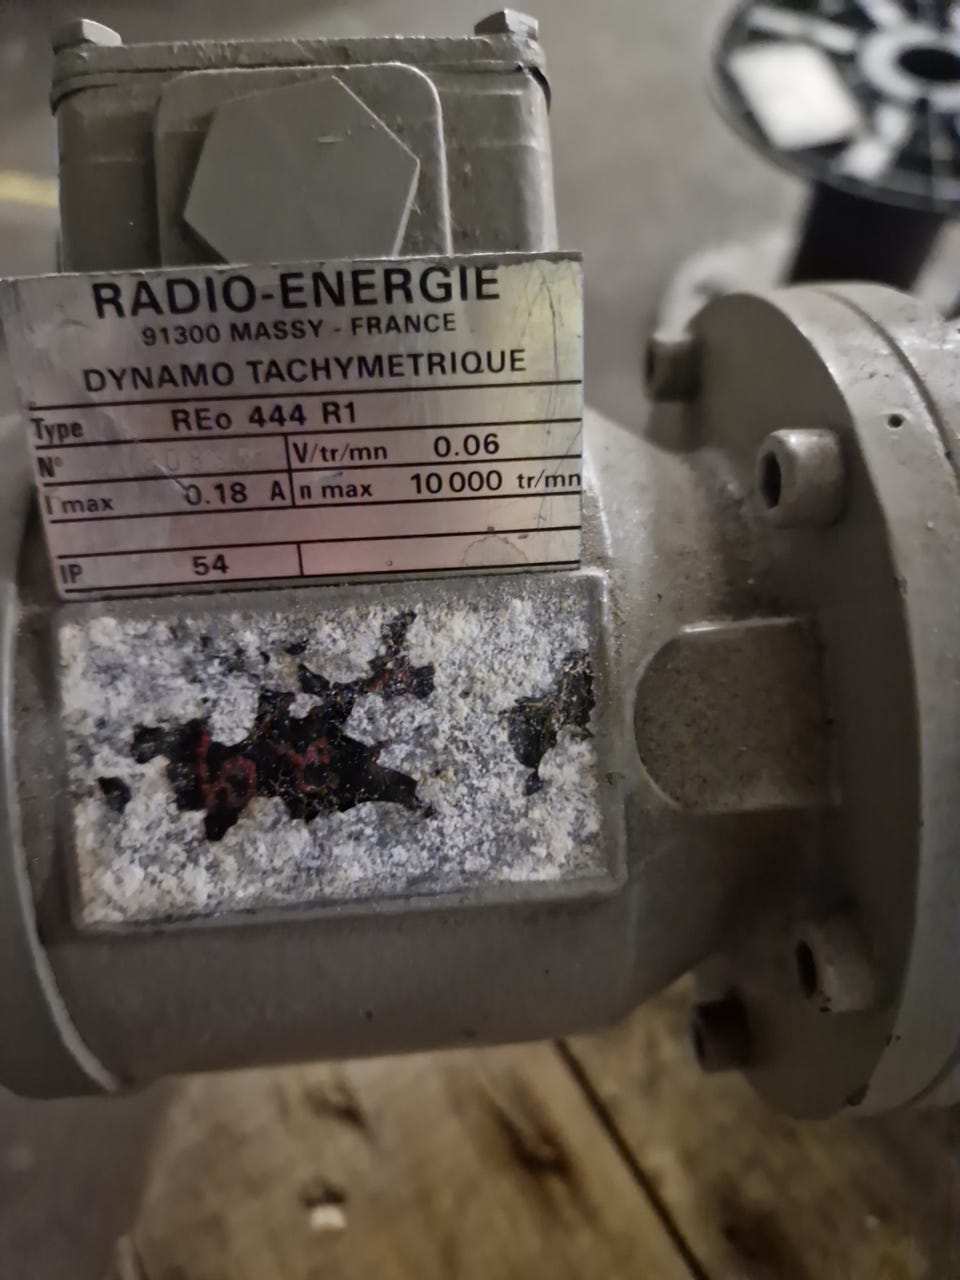 RADIO-ENERGIE
91300 MASSY - FRANCE
DYNAMO TACHYMETRIQUE
Type REo 444 R1
N° V/tr/mn 0.06
I max 0.18 A n max 10 000 tr/mn
IP 54